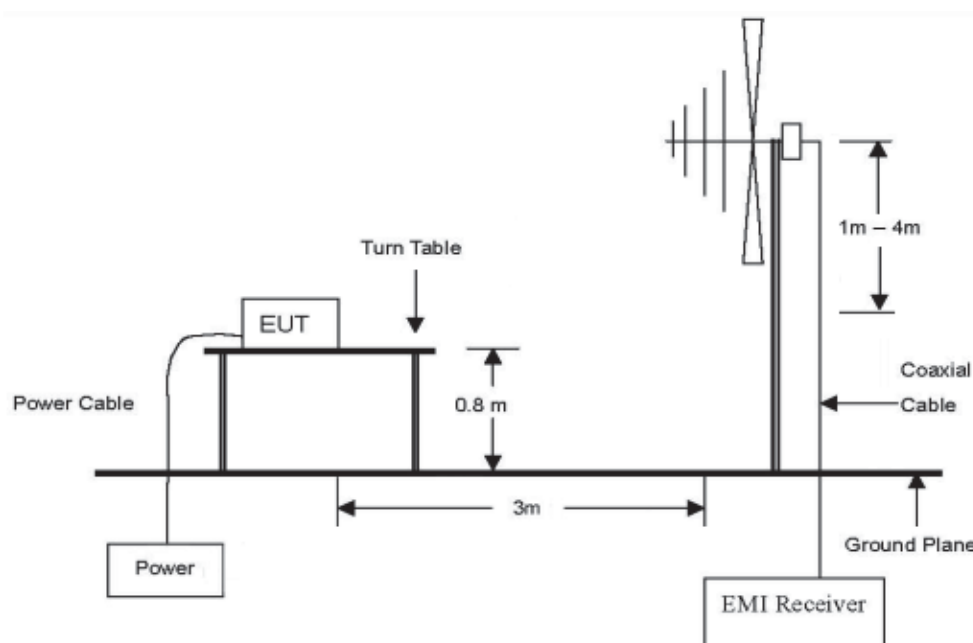 1m – 4m
Turn Table
EUT
Coaxial
Cable
Power Cable
0.8 m
3m
Ground Plane
Power
EMI Receiver